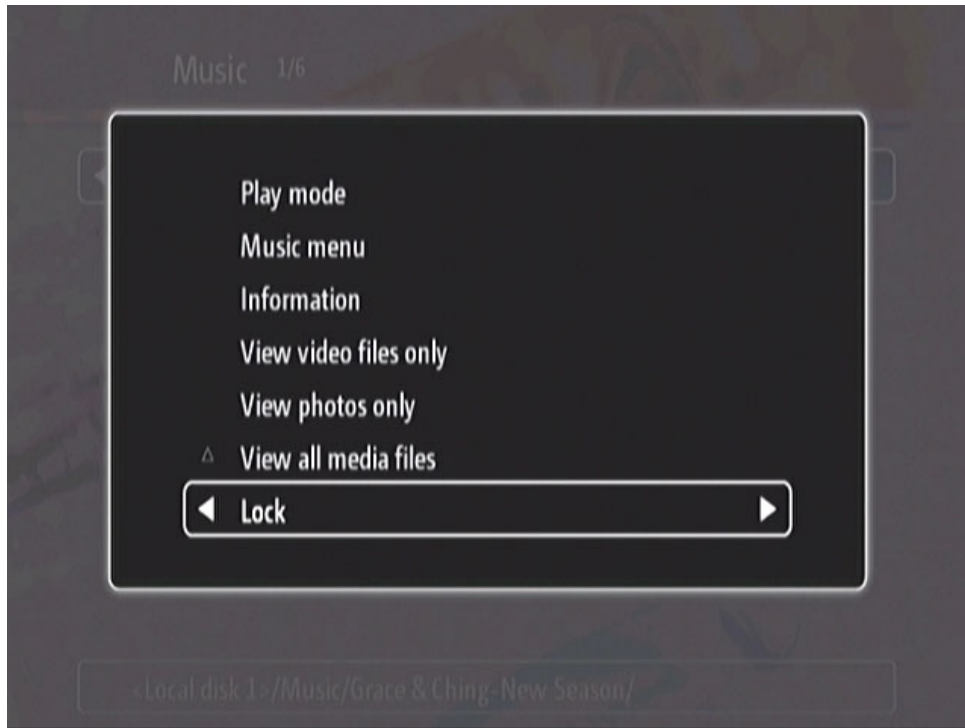 Music 1/6
Play mode
Music menu
Information
View video files only
View photos only
View all media files
Lock
<Local disk 1>/Music/Grace & Ching-New Season/